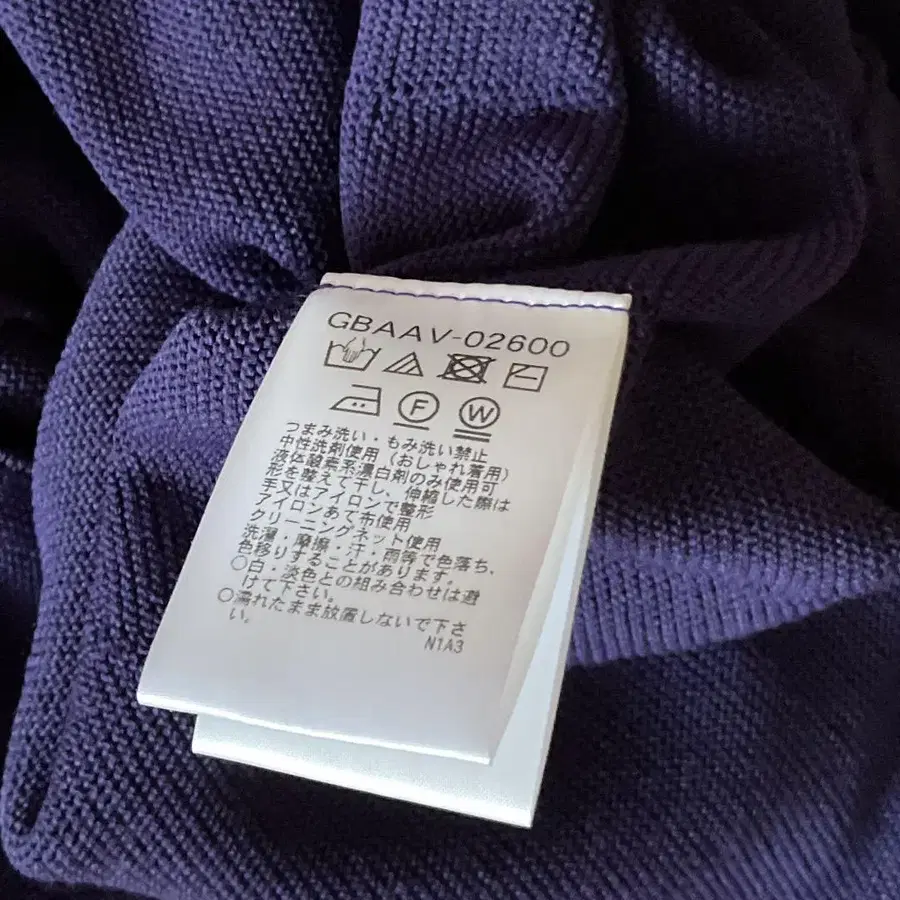 GBAAV-02600
F W
つまみ洗い・もみ洗い禁止
中性洗剤使用（おしゃれ着用）
液体酸素系漂白剤のみ使用可
形を整えて干し、伸縮した際は
手又はアイロンで整形
アイロンあて布使用
クリーニングネット使用
洗濯・摩擦・汗・雨等で色落ち、
色移りすることがあります。
○白・淡色との組み合わせは避
けて下さい。
○濡れたまま放置しないで下さ
い。
N1A3